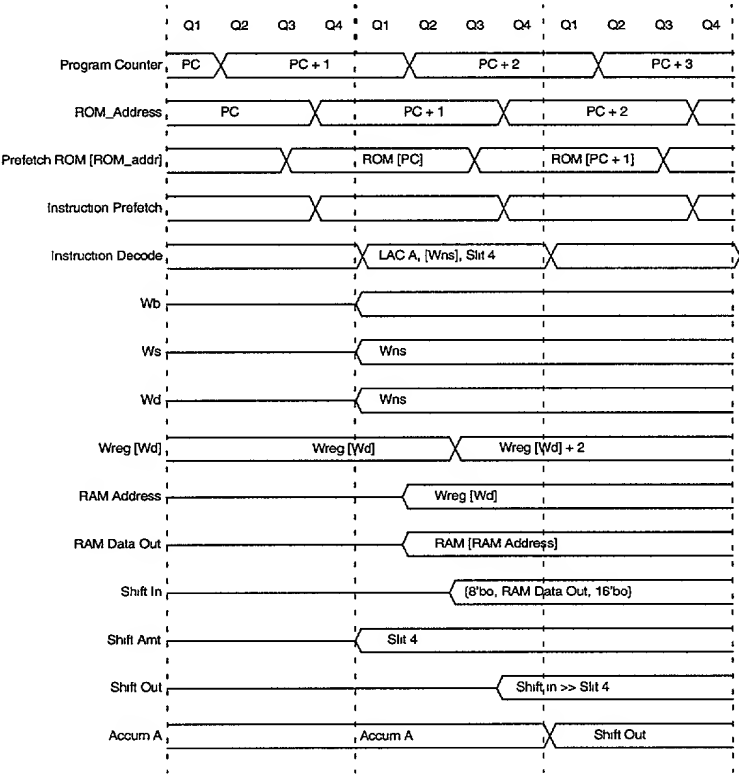 Q1 Q2 Q3 Q4 Q1 Q2 Q3 Q4 Q1 Q2 Q3 Q4
Program Counter PC PC + 1 PC + 2 PC + 3
ROM_Address PC PC + 1 PC + 2
Prefetch ROM [ROM_addr] ROM [PC] ROM [PC + 1]
Instruction Prefetch
Instruction Decode LAC A, [Wns], Slit 4
Wb
Ws Wns
Wd Wns
Wreg [Wd] Wreg [Wd] Wreg [Wd] + 2
RAM Address Wreg [Wd]
RAM Data Out RAM [RAM Address]
Shift In {8'bo, RAM Data Out, 16'bo}
Shift Amt Slit 4
Shift Out Shift in >> Slit 4
Accum A Accum A Shift Out